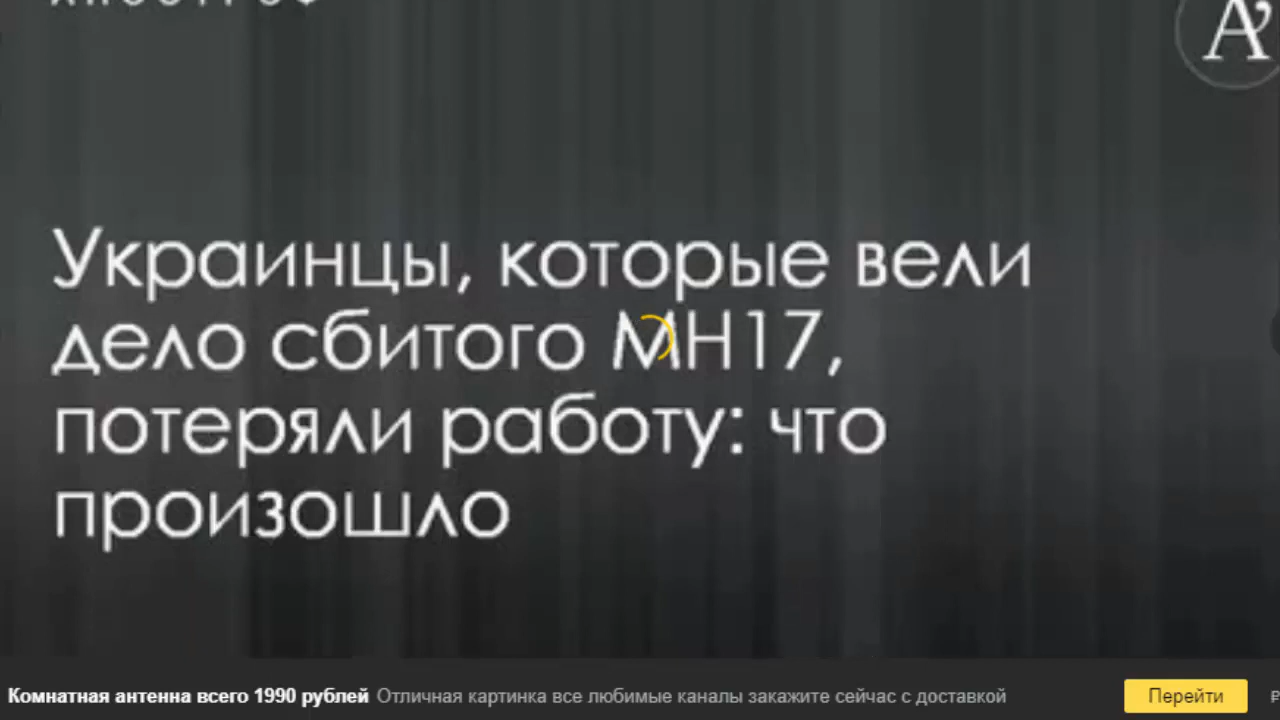 Украинцы, которые вели
дело сбитого МН17,
потеряли работу: что
произошло
Комнатная антенна всего 1990 рублей Отличная картинка все любимые каналы закажите сейчас с доставкой
Перейти